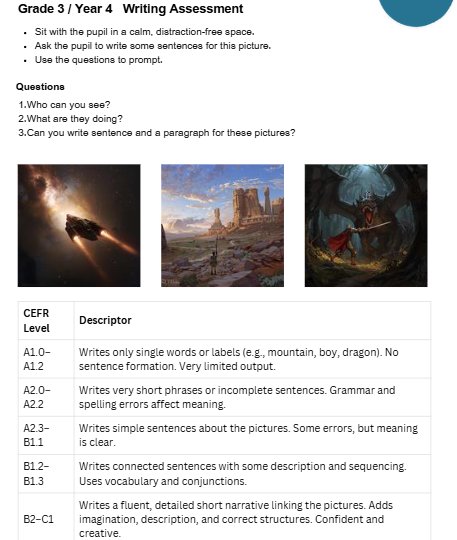 Grade 3 / Year 4 Writing Assessment
• Sit with the pupil in a calm, distraction-free space.
• Ask the pupil to write some sentences for this picture.
• Use the questions to prompt.
Questions
1.Who can you see?
2.What are they doing?
3.Can you write sentence and a paragraph for these pictures?
CEFR
Level
Descriptor
A1.0–
A1.2
Writes only single words or labels (e.g., mountain, boy, dragon). No
sentence formation. Very limited output.
A2.0–
A2.2
Writes very short phrases or incomplete sentences. Grammar and
spelling errors affect meaning.
A2.3–
B1.1
Writes simple sentences about the pictures. Some errors, but meaning
is clear.
B1.2–
B1.3
Writes connected sentences with some description and sequencing.
Uses vocabulary and conjunctions.
B2–C1
Writes a fluent, detailed short narrative linking the pictures. Adds
imagination, description, and correct structures. Confident and
creative.